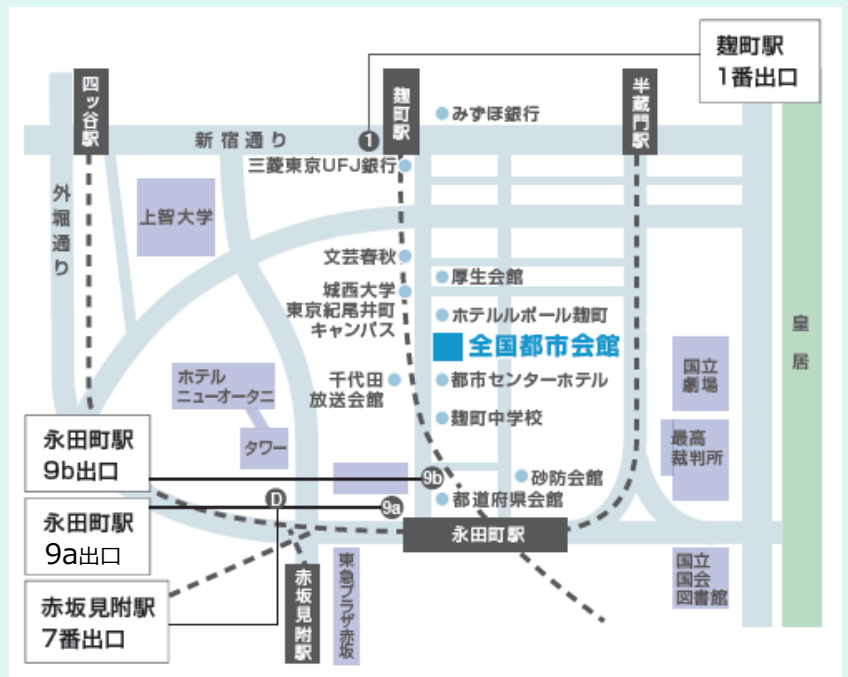 麹町駅
1番出口
四ッ谷駅
麹町駅
半蔵門駅
みずほ銀行
新宿通り
1
三菱東京UFJ銀行
外堀通り
上智大学
文芸春秋
厚生会館
城西大学
東京紀尾井町
キャンパス
ホテルルポール麹町
皇居
全国都市会館
国立
劇場
ホテル
ニューオータニ
千代田
放送会館
都市センターホテル
麹町中学校
タワー
最高
裁判所
永田町駅
9b出口
9b
砂防会館
都道府県会館
永田町駅
9a出口
D
9a
永田町駅
赤坂見附駅
7番出口
赤坂見附駅
東急プラザ赤坂
国立
国会
図書館